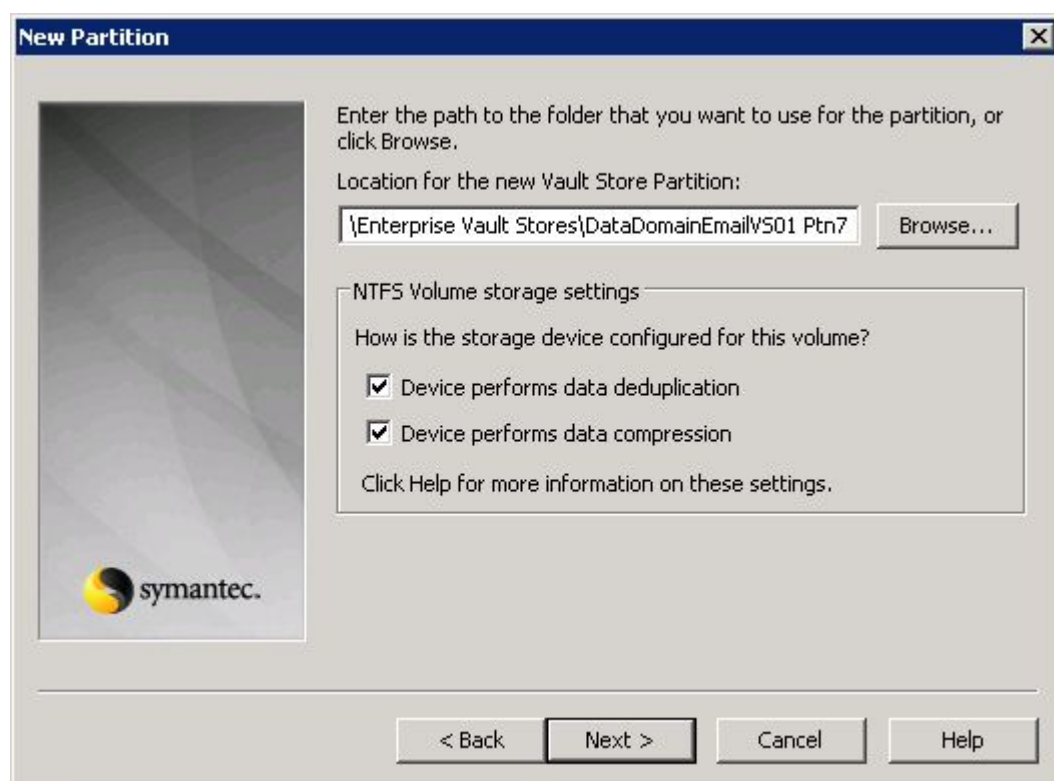 New Partition
Enter the path to the folder that you want to use for the partition, or
click Browse.
Location for the new Vault Store Partition:
\Enterprise Vault Stores\DataDomainEmailVS01 Ptn7
Browse...
NTFS Volume storage settings
How is the storage device configured for this volume?
Device performs data deduplication
Device performs data compression
Click Help for more information on these settings.
symantec.
< Back
Next >
Cancel
Help